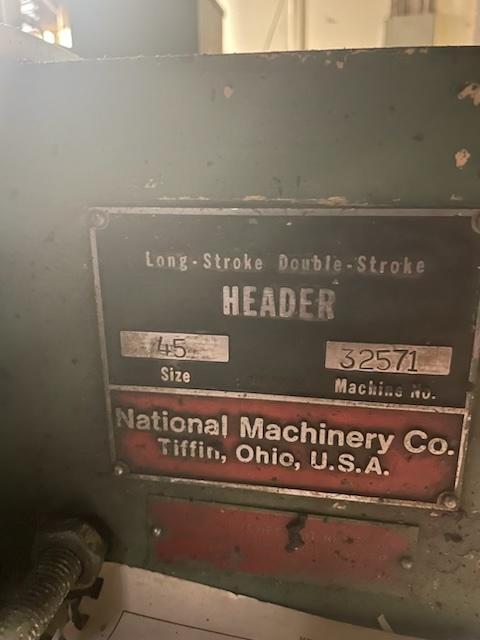 Long-Stroke Double-Stroke
HEADER
45
32571
Size
Machine No.
National Machinery Co.
Tiffin, Ohio, U.S.A.